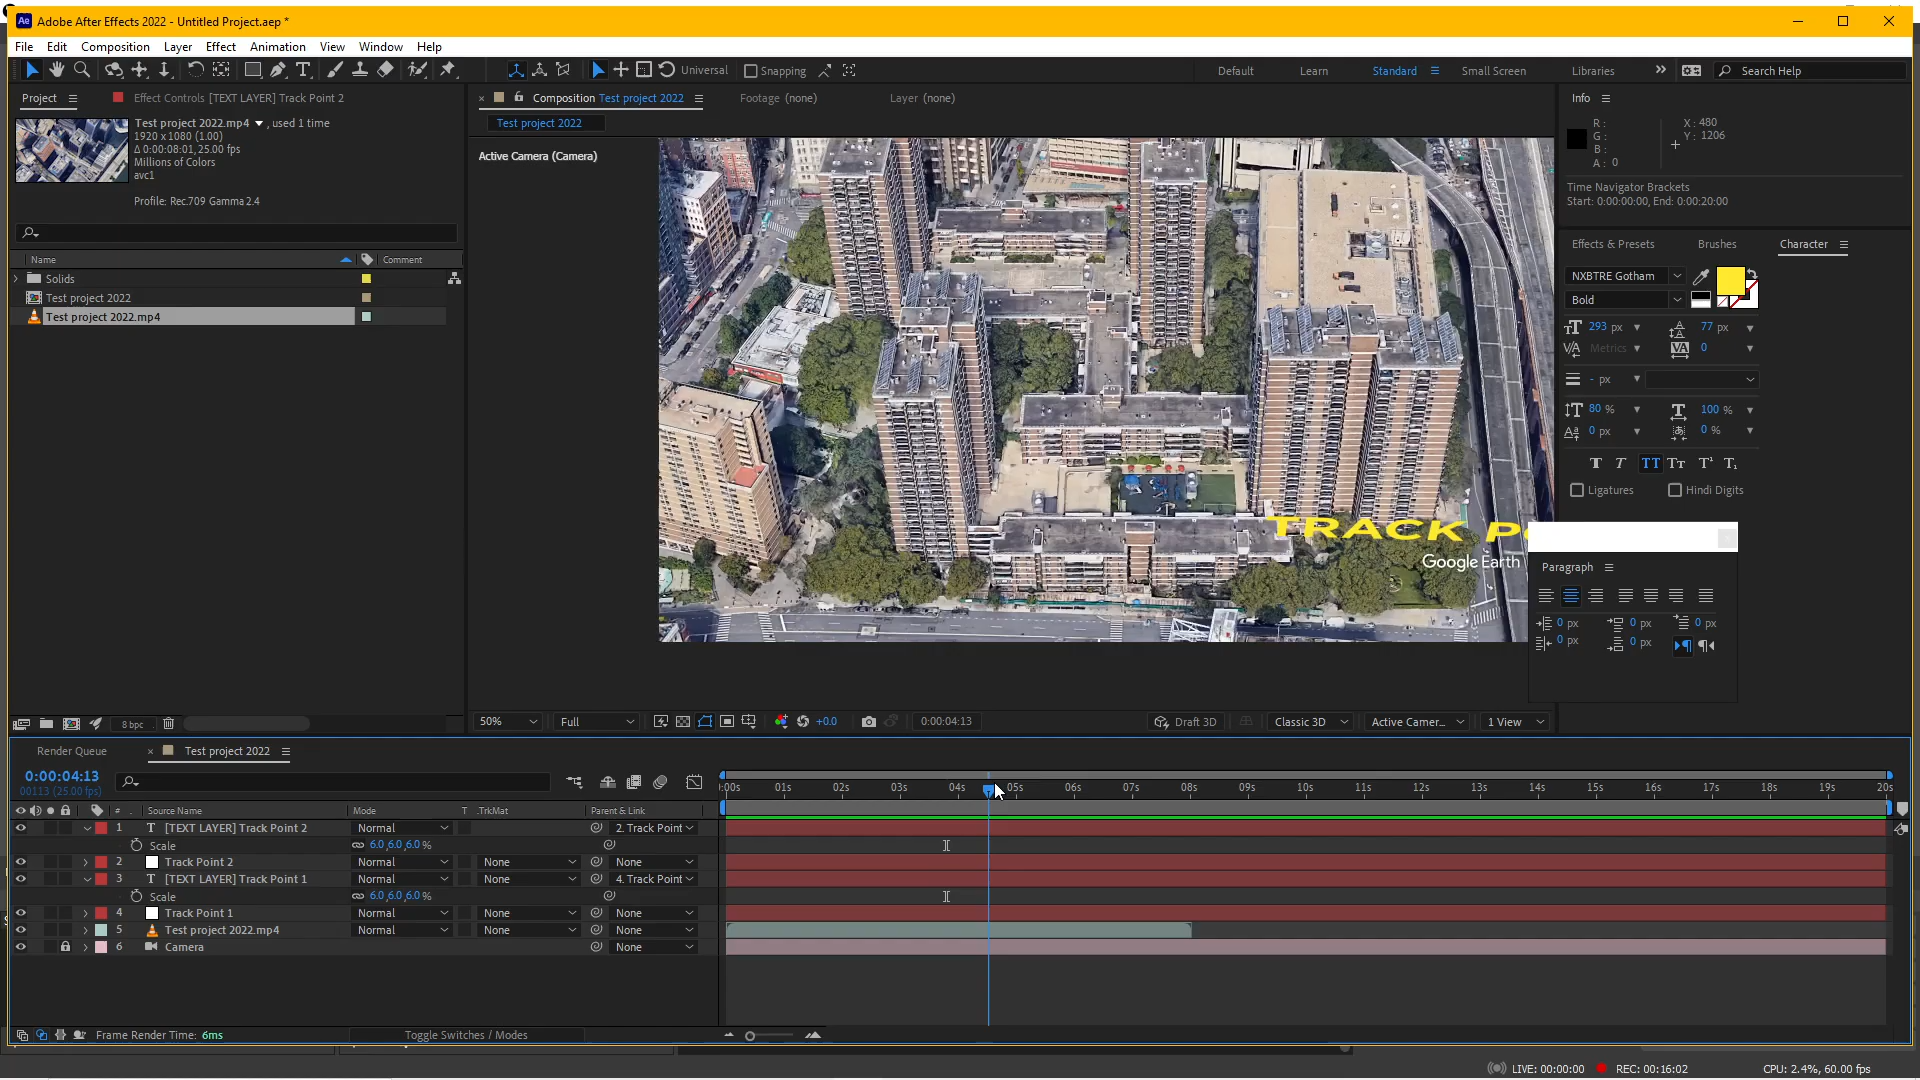 Adobe After Effects 2022 - Untitled Project.aep *
File Edit Composition Layer Effect Animation View Window Help
Universal Snapping Default Learn Standard Small Screen Libraries Search Help
Project Effect Controls [TEXT LAYER] Track Point 2
Composition Test project 2022 Footage (none) Layer (none)
Info
Test project 2022.mp4 , used 1 time
1920 x 1080 (1.00)
Δ 0:00:08:01, 25.00 fps
Millions of Colors
avc1
Profile: Rec.709 Gamma 2.4
Test project 2022
Active Camera (Camera)
R :
G :
B :
A : 0
X : 480
Y : 1206
Time Navigator Brackets
Start: 0:00:00:00, End: 0:00:20:00
Effects & Presets Brushes Character
NXBTRE Gotham
Bold
293 px 77 px
Metrics 0
- px
80 % 100 %
0 px 0 %
Ligatures Hindi Digits
Name Comment
Solids
Test project 2022
Test project 2022.mp4
TRACK
Google Earth
Paragraph
0 px 0 px 0 px
0 px 0 px
8 bpc
50% Full +0.0 0:00:04:13 Draft 3D Classic 3D Active Camer... 1 View
Render Queue Test project 2022
0:00:04:13
00113 (25.00 fps)
:00s 01s 02s 03s 04s 05s 06s 07s 08s 09s 10s 11s 12s 13s 14s 15s 16s 17s 18s 19s 20s
# Source Name Mode T .TrkMat Parent & Link
1 T [TEXT LAYER] Track Point 2 Normal 2. Track Point
Scale 6.0,6.0,6.0 %
2 Track Point 2 Normal None None
3 T [TEXT LAYER] Track Point 1 Normal None 4. Track Point
Scale 6.0,6.0,6.0 %
4 Track Point 1 Normal None None
5 Test project 2022.mp4 Normal None None
6 Camera None
Frame Render Time: 6ms Toggle Switches / Modes
LIVE: 00:00:00 REC: 00:16:02 CPU: 2.4%, 60.00 fps